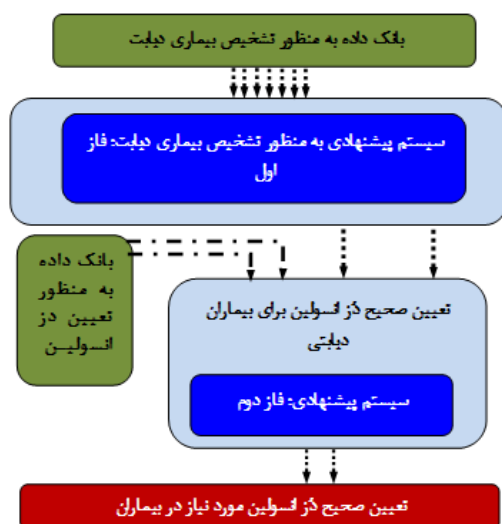 بانک داده به منظور تشخیص بیماری دیابت
سیستم پیشنهادی به منظور تشخیص بیماری دیابت: فاز
اول
بانک داده
به منظور
تعیین دز
انسولین
تعیین صحیح دُز انسولین برای بیماران
دیابتی
سیستم پیشنهادی: فاز دوم
تعیین صحیح دُز انسولین مورد نیاز در بیماران